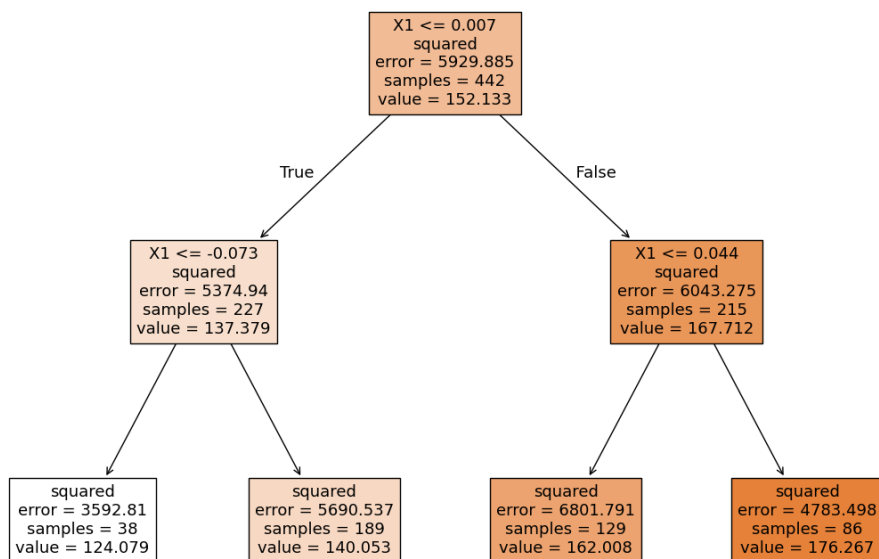 X1 <= 0.007
squared
error = 5929.885
samples = 442
value = 152.133
True
False
X1 <= -0.073
squared
error = 5374.94
samples = 227
value = 137.379
X1 <= 0.044
squared
error = 6043.275
samples = 215
value = 167.712
squared
error = 3592.81
samples = 38
value = 124.079
squared
error = 5690.537
samples = 189
value = 140.053
squared
error = 6801.791
samples = 129
value = 162.008
squared
error = 4783.498
samples = 86
value = 176.267